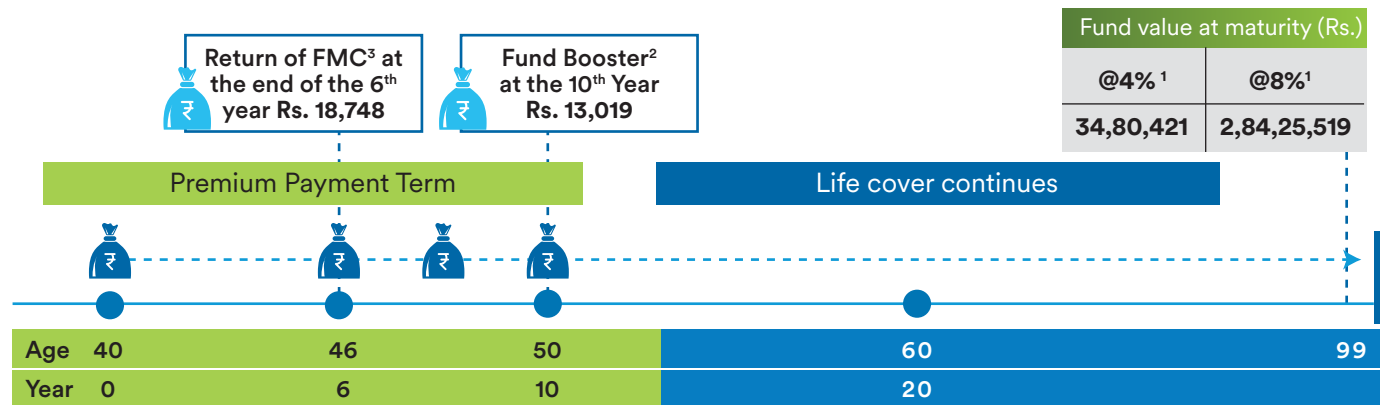 Return of FMC³ at
the end of the 6th
year Rs. 18,748
Fund Booster²
at the 10th Year
Rs. 13,019
Fund value at maturity (Rs.)
@4% ¹ @8%¹
34,80,421 2,84,25,519
Premium Payment Term
Life cover continues
₹
₹
₹
₹
₹
₹
Age 40 46 50 60 99
Year 0 6 10 20